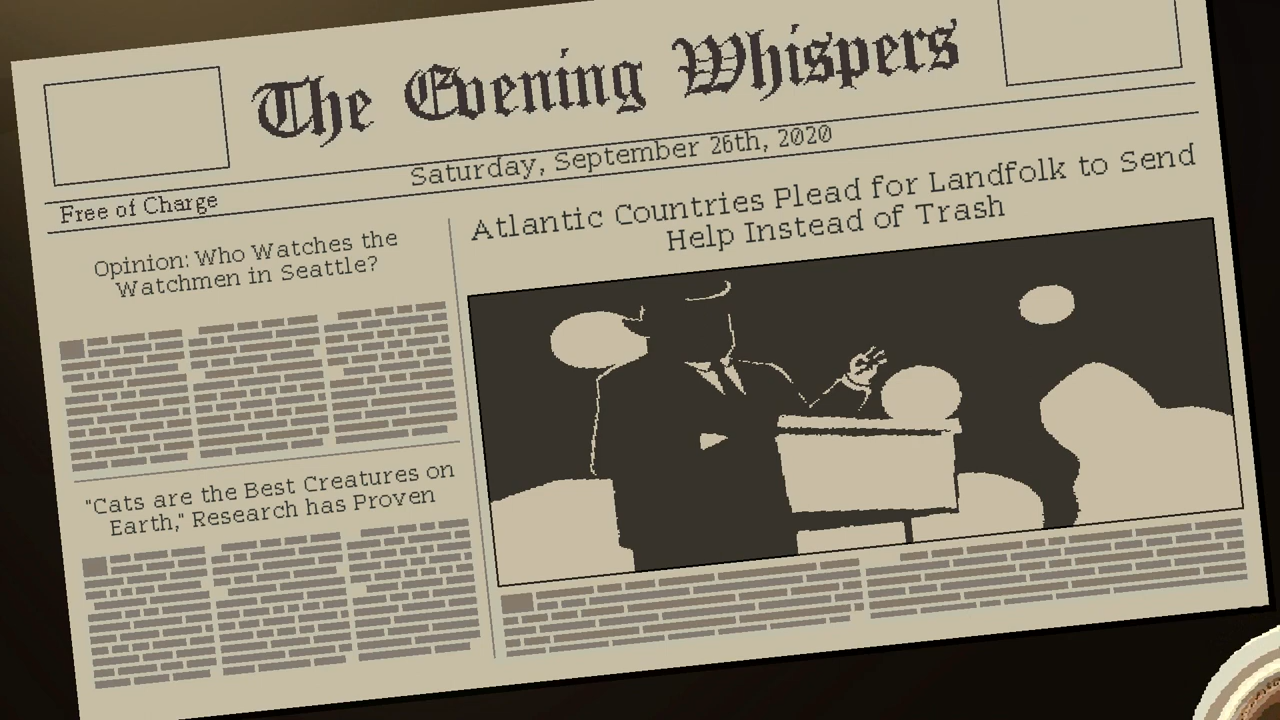 The Evening Whispers
Saturday, September 26th, 2020
Free of Charge
Opinion: Who Watches the
Watchmen in Seattle?
"Cats are the Best Creatures on
Earth," Research has Proven
Atlantic Countries Plead for Landfolk to Send
Help Instead of Trash